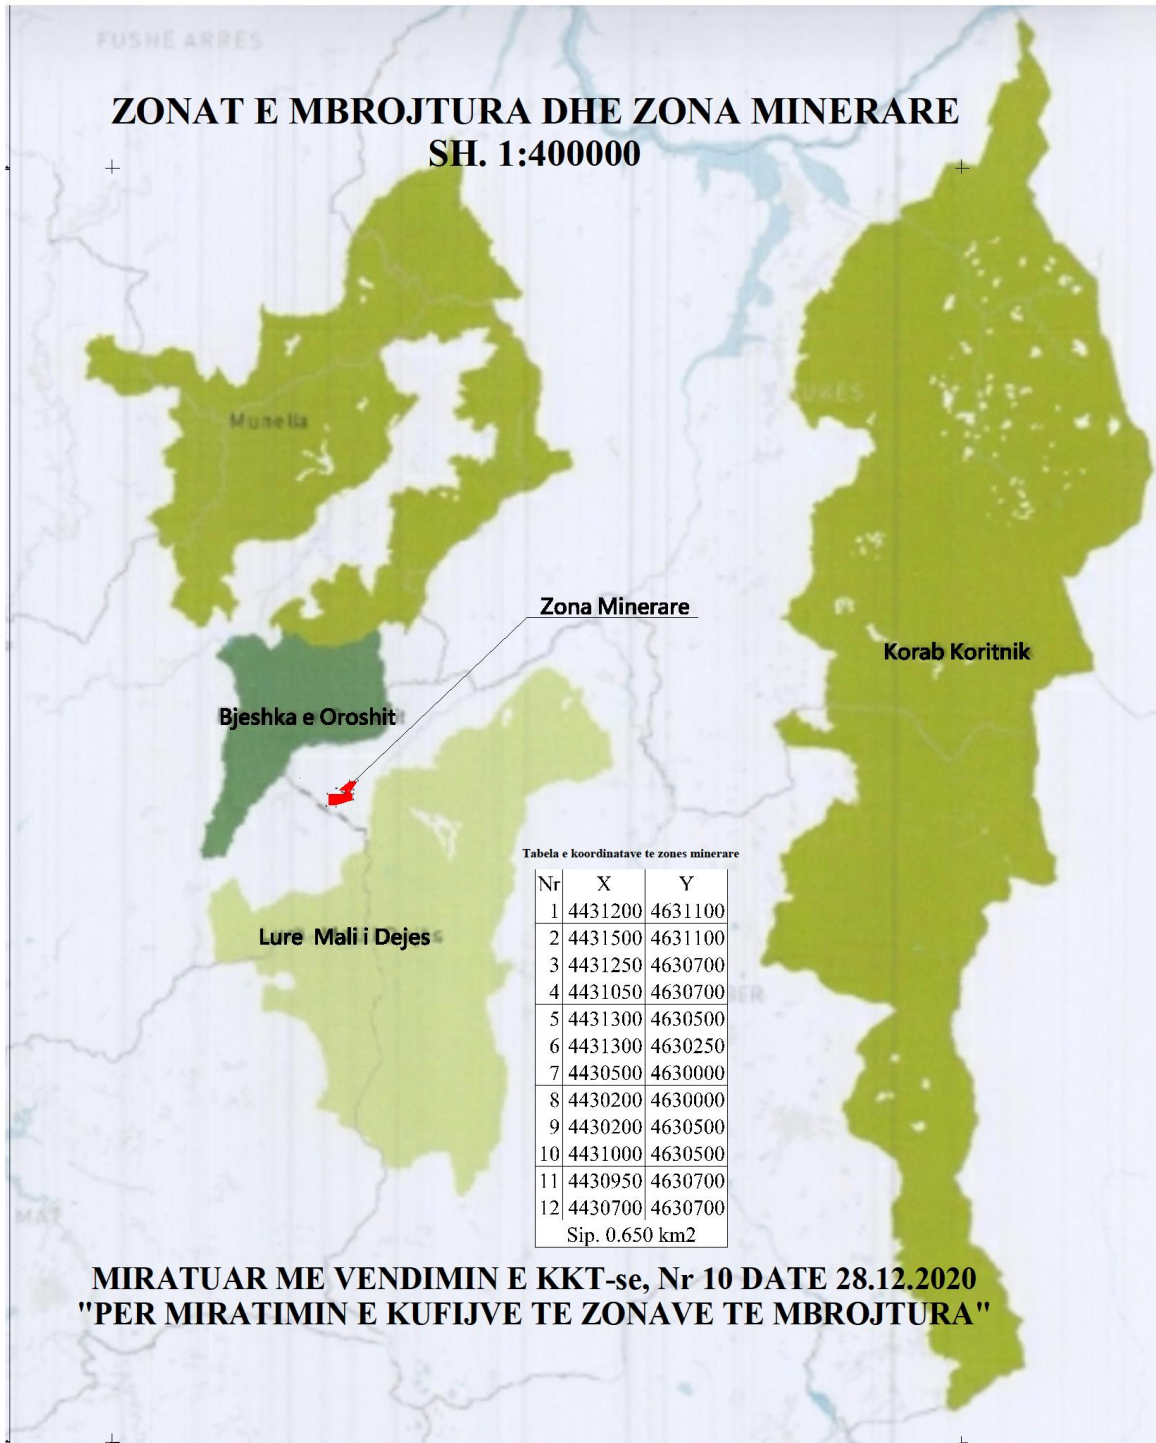 FUSHË ARRËS
ZONAT E MBROJTURA DHE ZONA MINERARE
SH. 1:400000
KUKËS
Munella
Zona Minerare
Korab Koritnik
Bjeshka e Oroshit
Tabela e koordinatave te zones minerare
Nr X Y
1 4431200 4631100
2 4431500 4631100
3 4431250 4630700
4 4431050 4630700
5 4431300 4630500
6 4431300 4630250
7 4430500 4630000
8 4430200 4630000
9 4430200 4630500
10 4431000 4630500
11 4430950 4630700
12 4430700 4630700
Sip. 0.650 km2
Lure Mali i Dejes
MAT
MIRATUAR ME VENDIMIN E KKT-se, Nr 10 DATE 28.12.2020
"PER MIRATIMIN E KUFIJVE TE ZONAVE TE MBROJTURA"